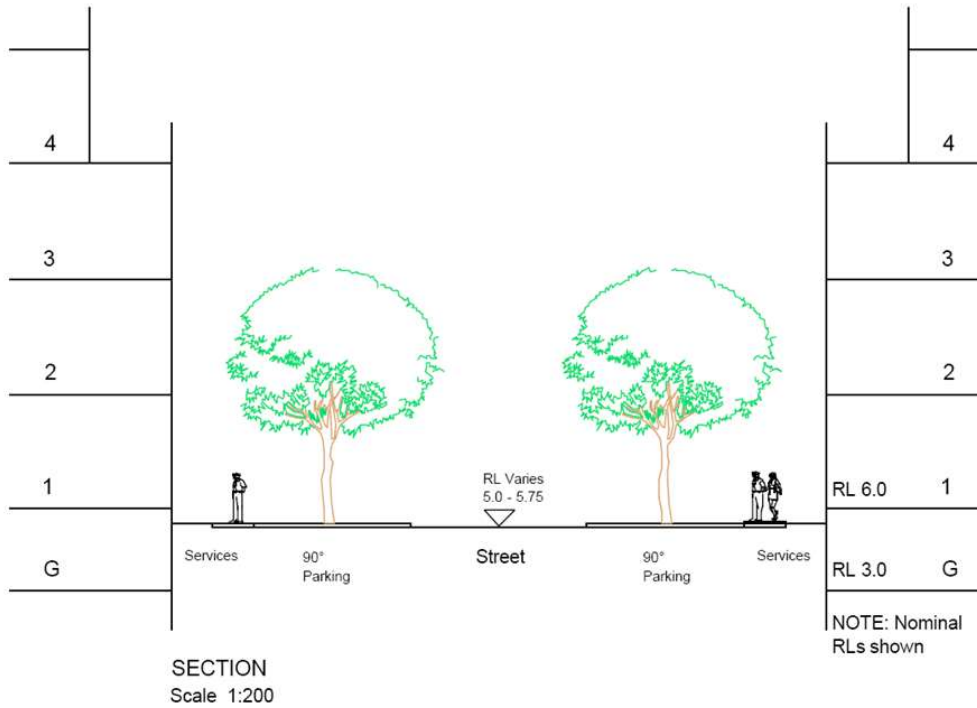 4
4
3
3
2
2
RL Varies
5.0 - 5.75
1
RL 6.0
1
Services
90°
Parking
Street
90°
Parking
Services
G
RL 3.0
G
NOTE: Nominal
RLs shown
SECTION
Scale 1:200